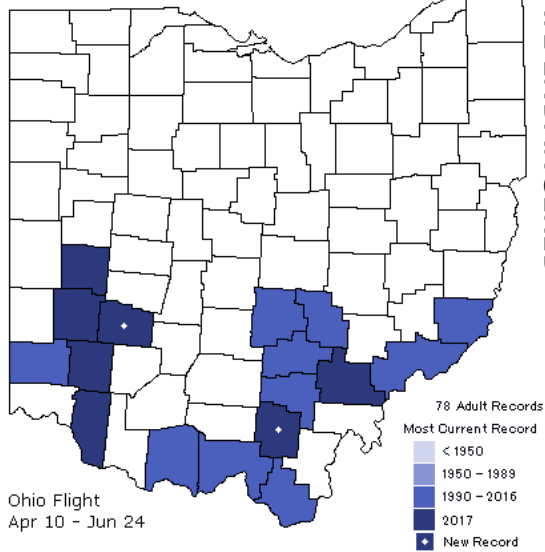 78 Adult Records
Most Current Record
< 1950
1950 - 1989
1990 - 2016
2017
New Record
Ohio Flight
Apr 10 - Jun 24